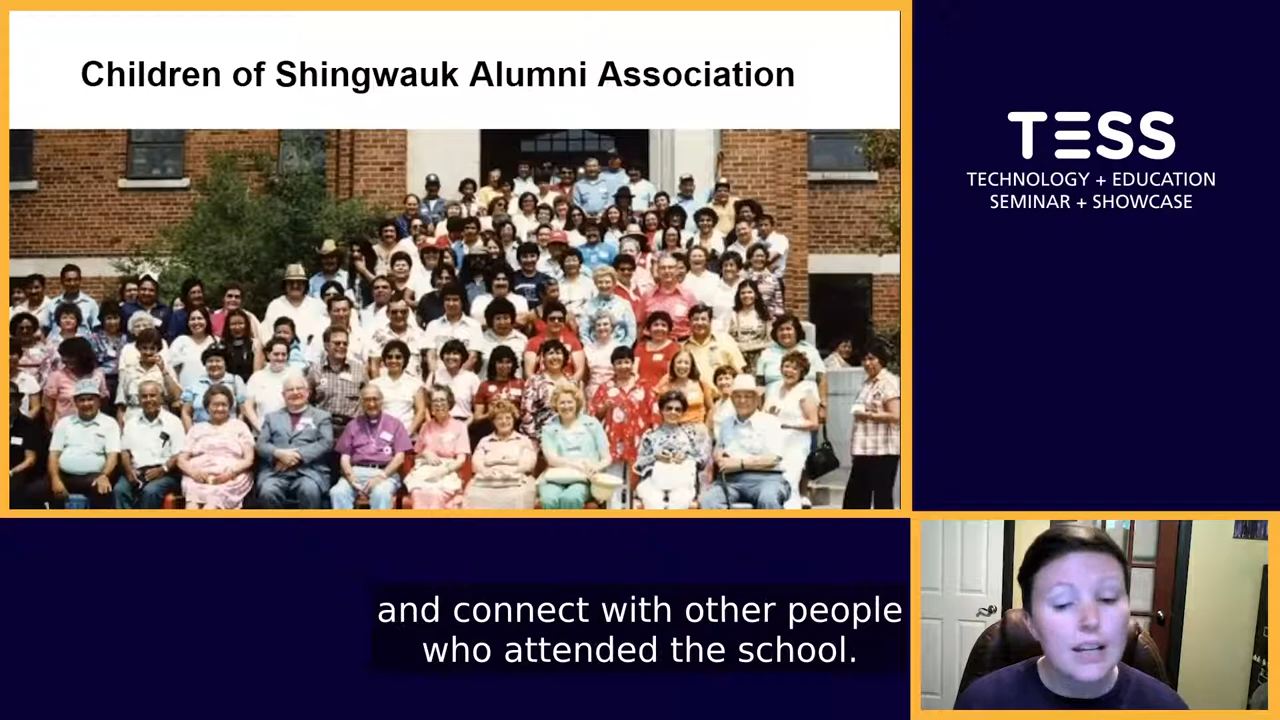 Children of Shingwauk Alumni Association
TESS
TECHNOLOGY + EDUCATION
SEMINAR + SHOWCASE
and connect with other people
who attended the school.